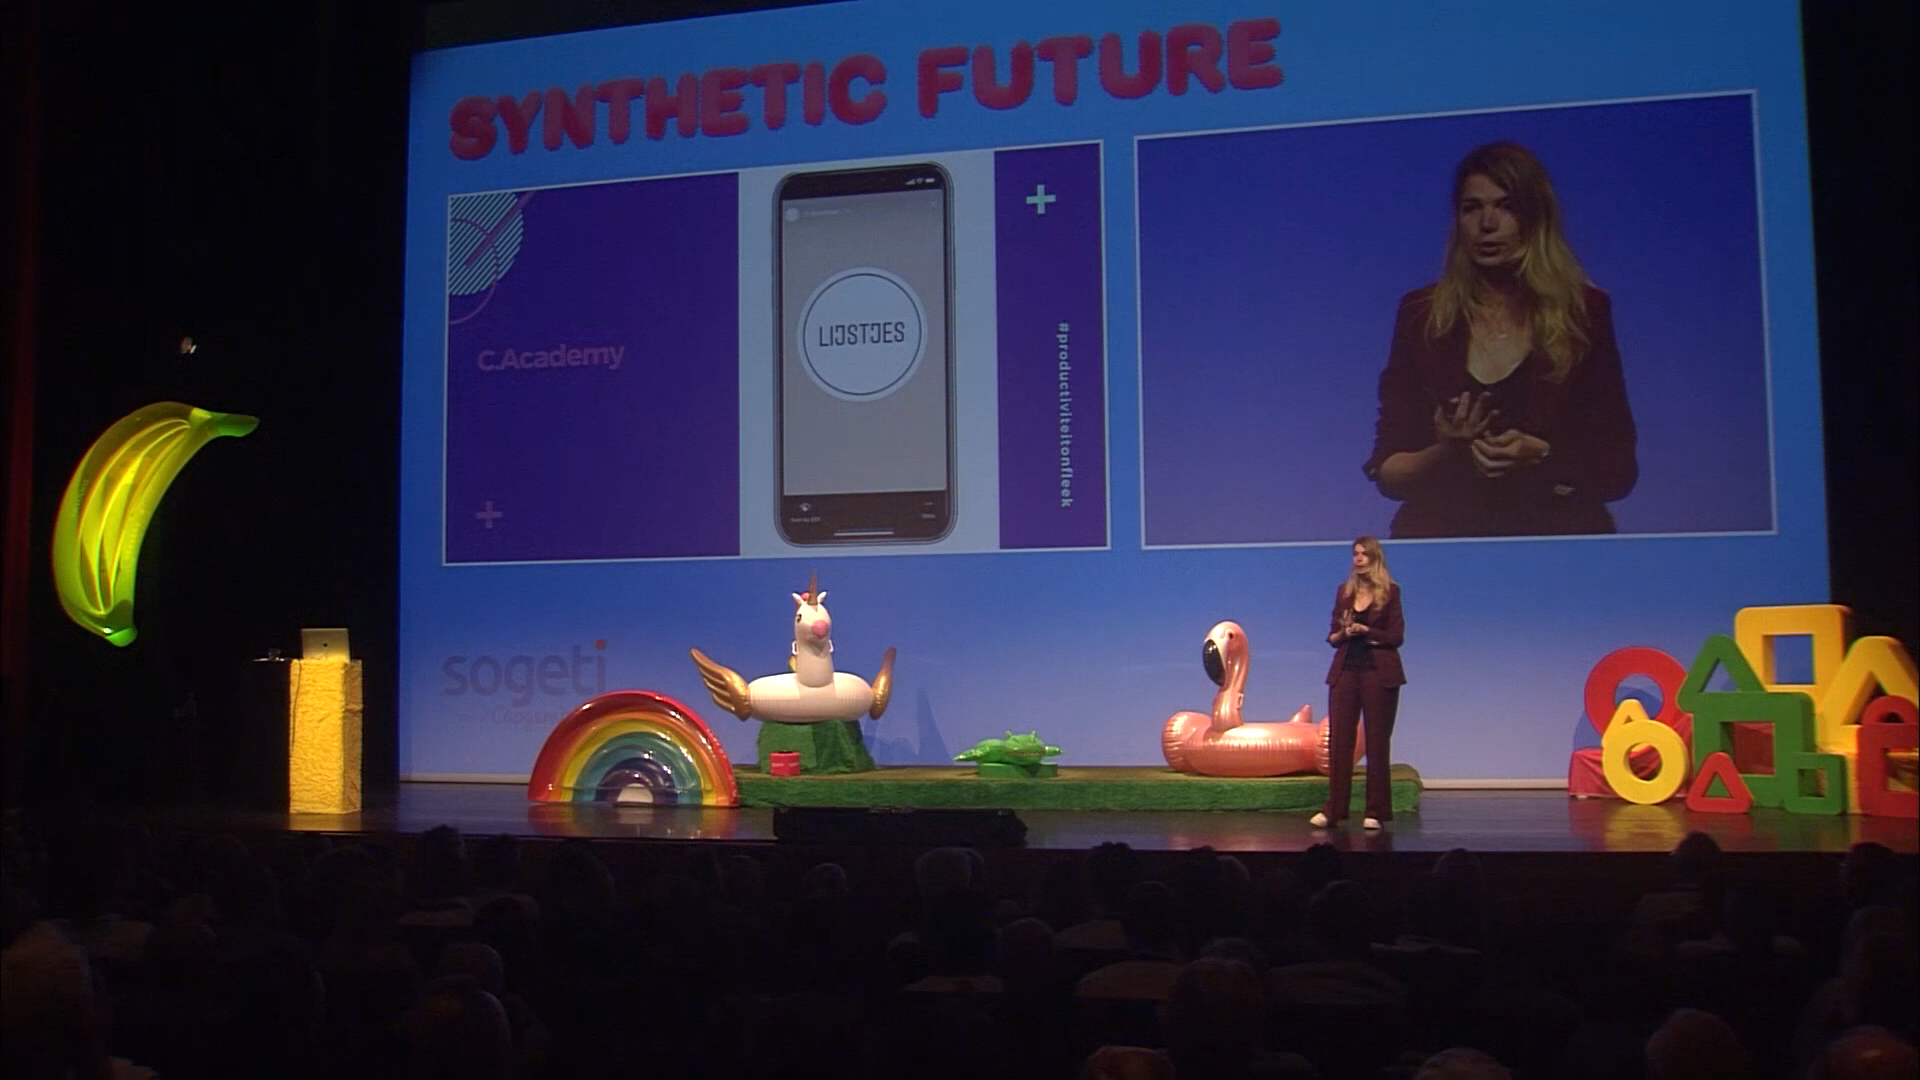 SYNTHETIC FUTURE
C.Academy
LIJSTJES
#productiviteitonfleek
sogeti